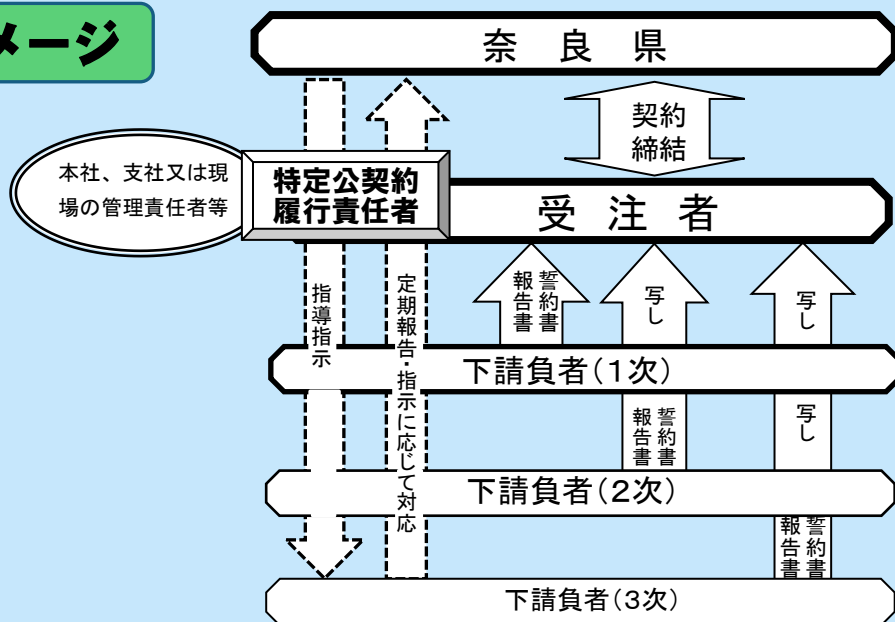 メージ
奈良県
契約
締結
本社、支社又は現
場の管理責任者等
特定公契約
履行責任者
受注者
指導指示
定期報告・指示に応じて対応
誓約書
報告書
写し
写し
下請負者(1次)
誓約書
報告書
写し
下請負者(2次)
誓約書
報告書
下請負者(3次)